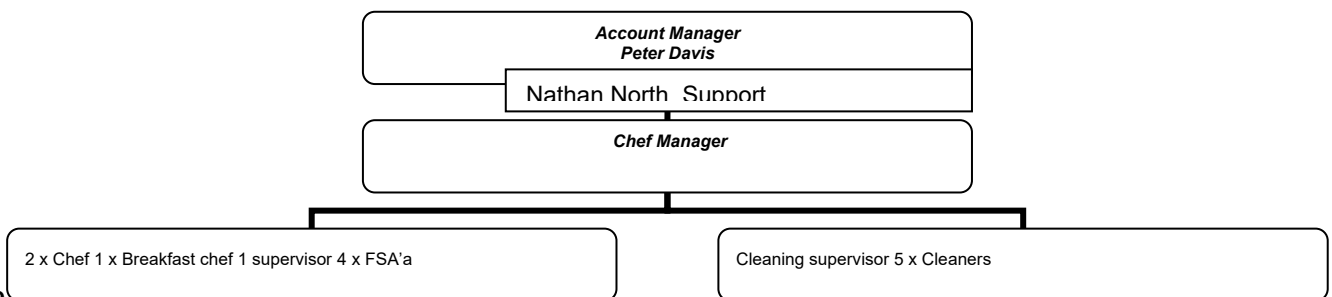 Account Manager
Peter Davis
Nathan North Support
Chef Manager
2 x Chef 1 x Breakfast chef 1 supervisor 4 x FSA'a
Cleaning supervisor 5 x Cleaners